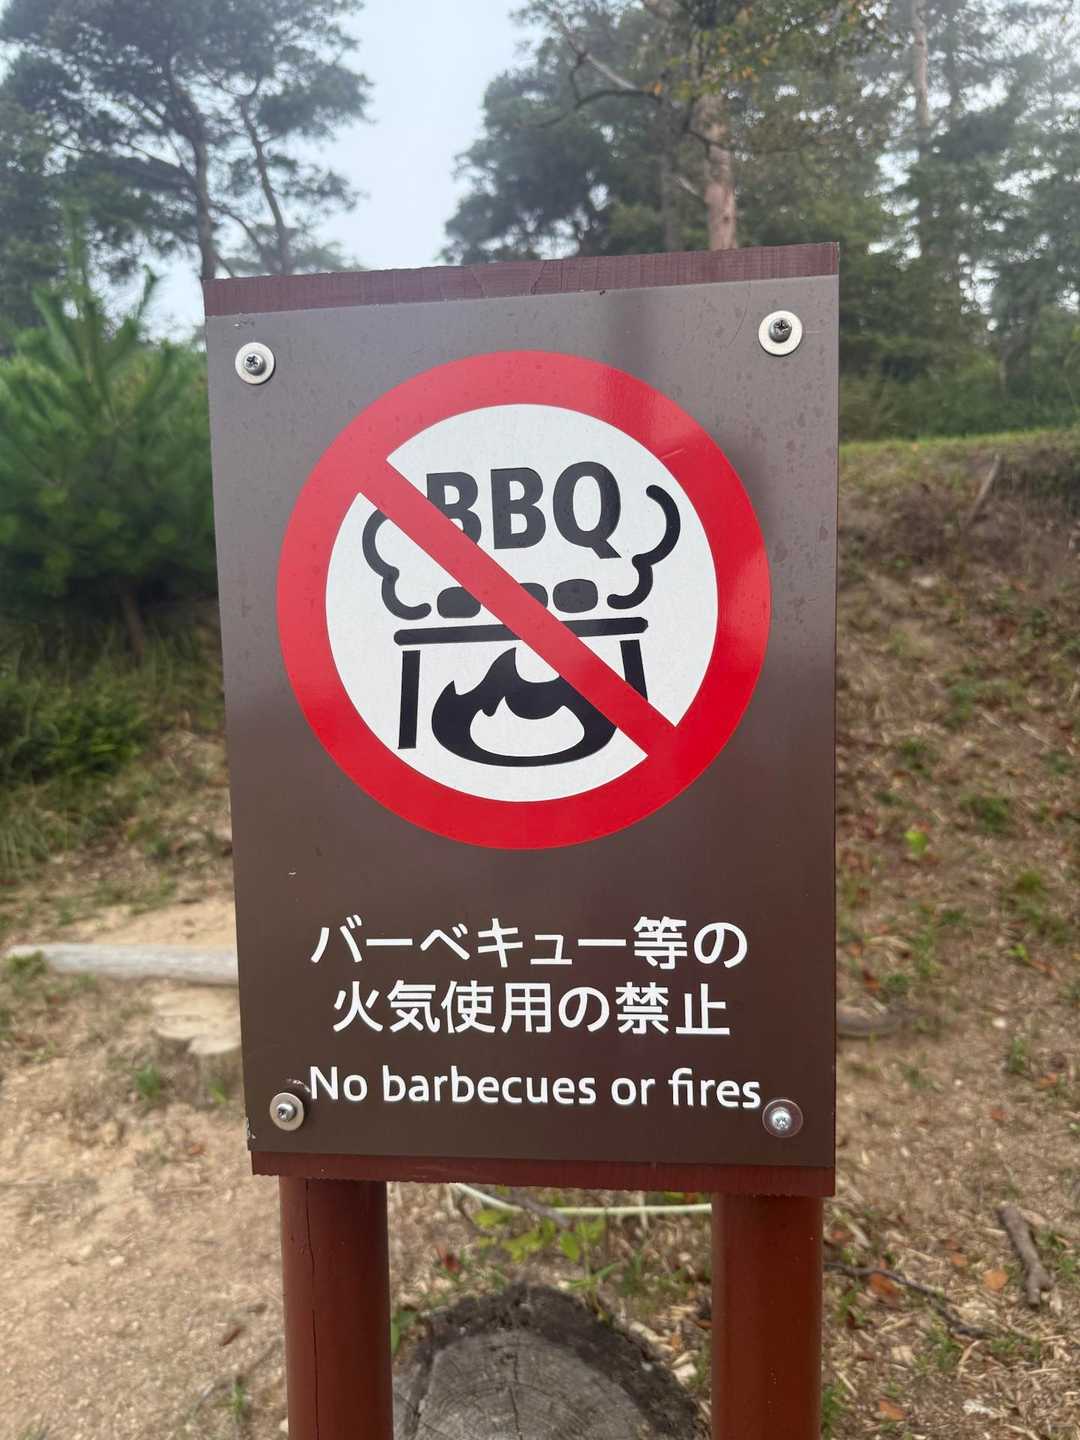 BBQ
バーベキュー等の
火気使用の禁止
No barbecues or fires